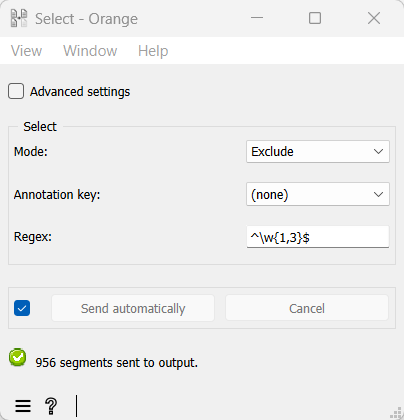 Select - Orange
View Window Help
Advanced settings
Select
Mode: Exclude
Annotation key: (none)
Regex: ^\w{1,3}$
Send automatically Cancel
956 segments sent to output.